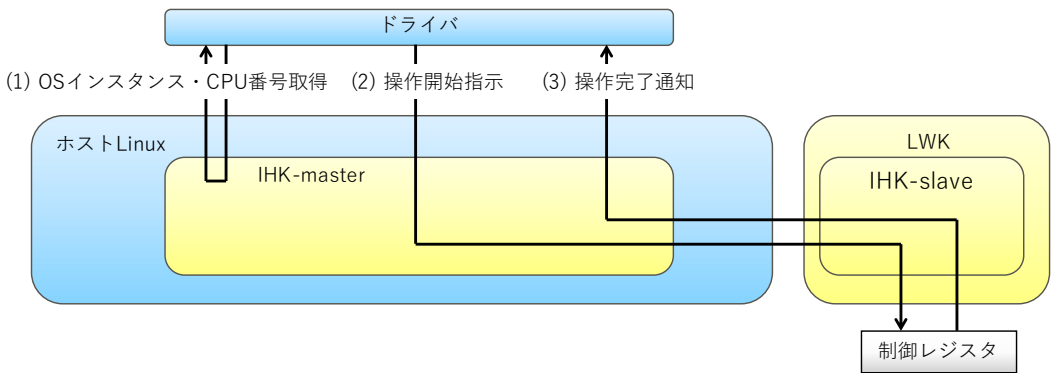 ドライバ
(1) OSインスタンス・CPU番号取得
(2) 操作開始指示
(3) 操作完了通知
ホストLinux
IHK-master
LWK
IHK-slave
制御レジスタ